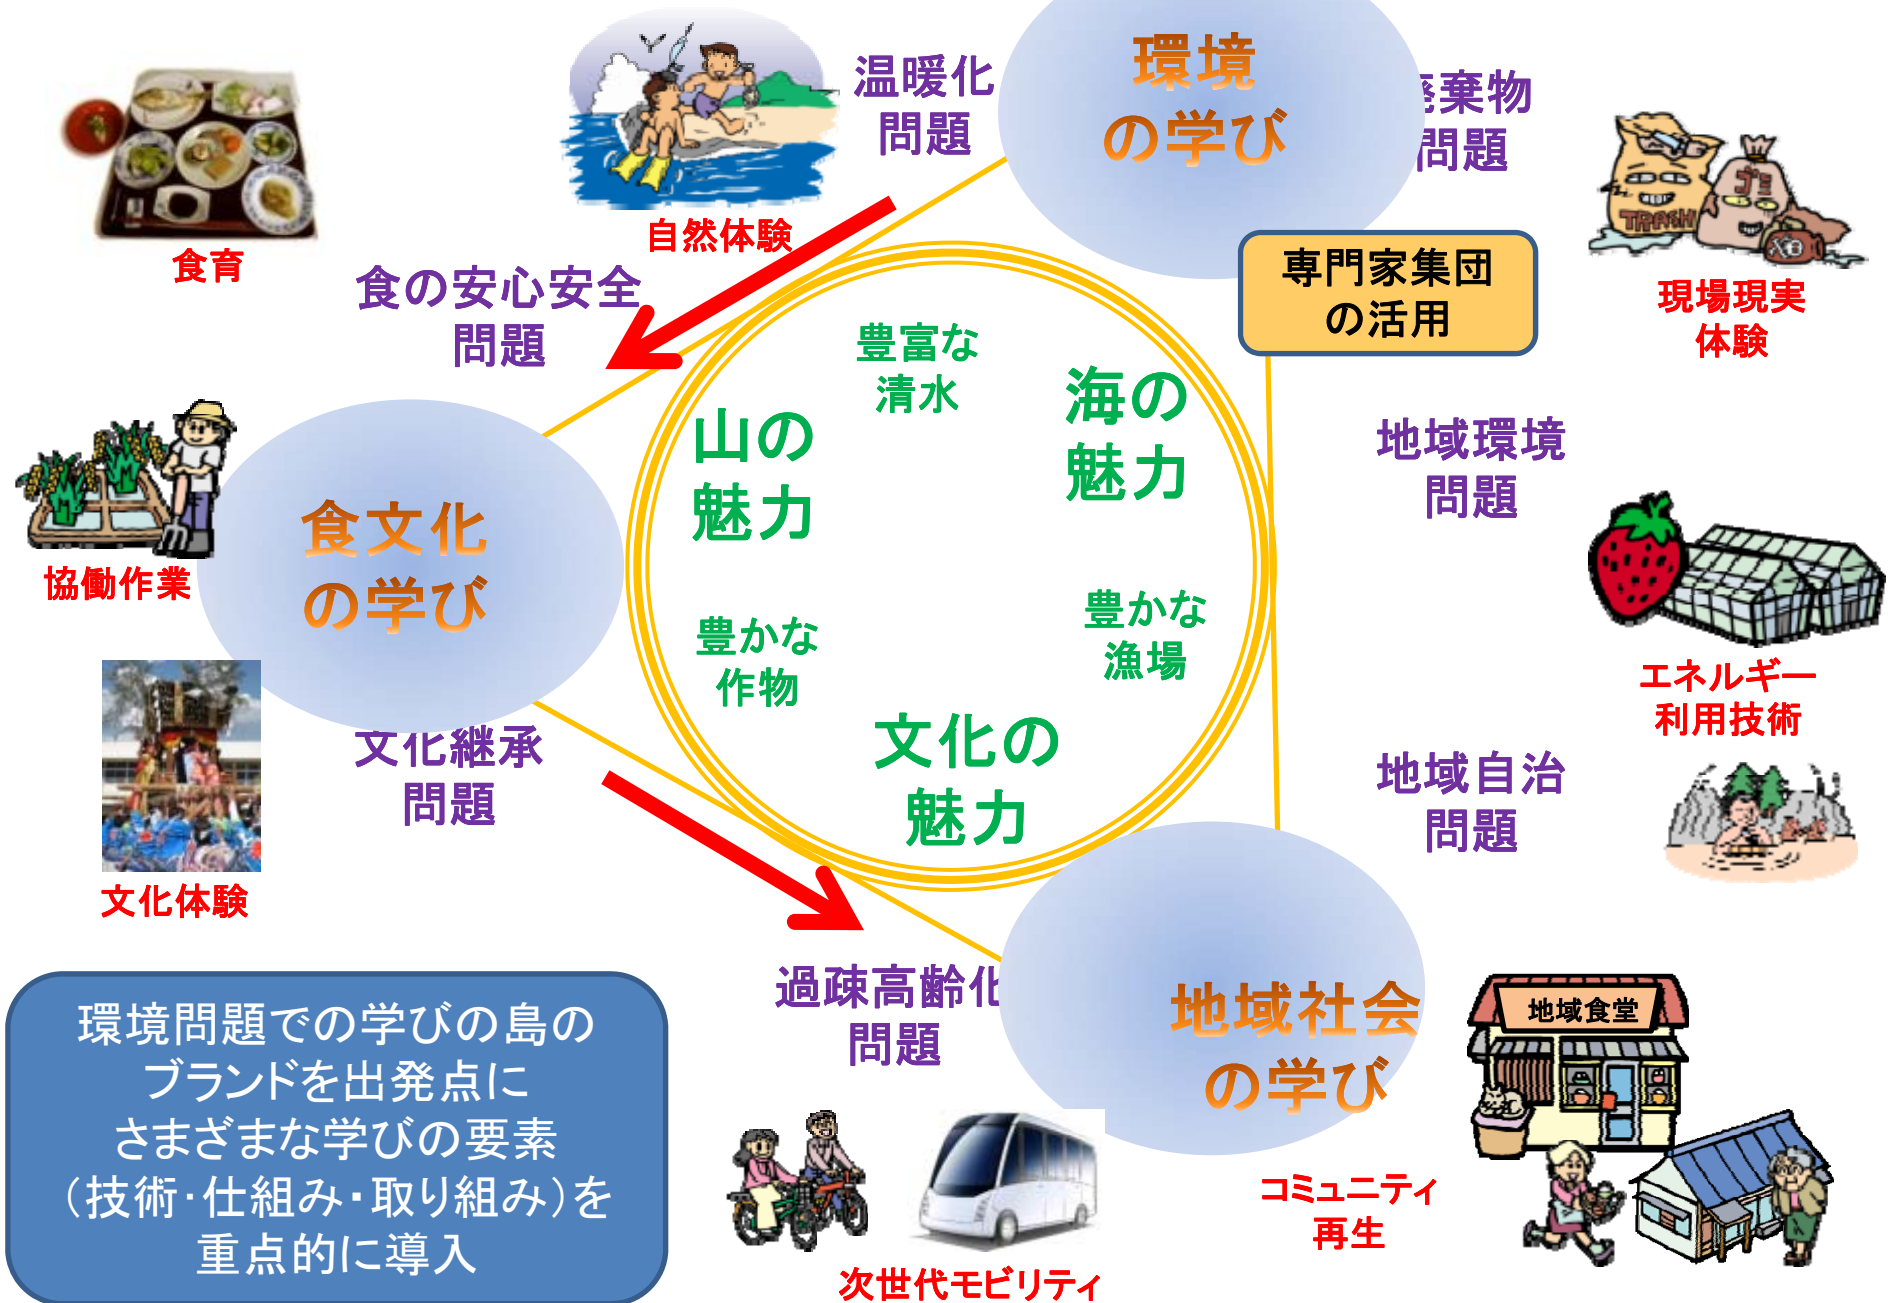 環境
の学び
温暖化
問題
廃棄物
問題
自然体験
食育
食の安心安全
問題
専門家集団
の活用
TRASH
ゴミ
現場現実
体験
豊富な
清水
山の
魅力
海の
魅力
地域環境
問題
食文化
の学び
協働作業
豊かな
作物
豊かな
漁場
エネルギー
利用技術
文化の
魅力
文化継承
問題
地域自治
問題
文化体験
過疎高齢化
問題
地域社会
の学び
地域食堂
環境問題での学びの島の
ブランドを出発点に
さまざまな学びの要素
(技術・仕組み・取り組み)を
重点的に導入
コミュニティ
再生
次世代モビリティ